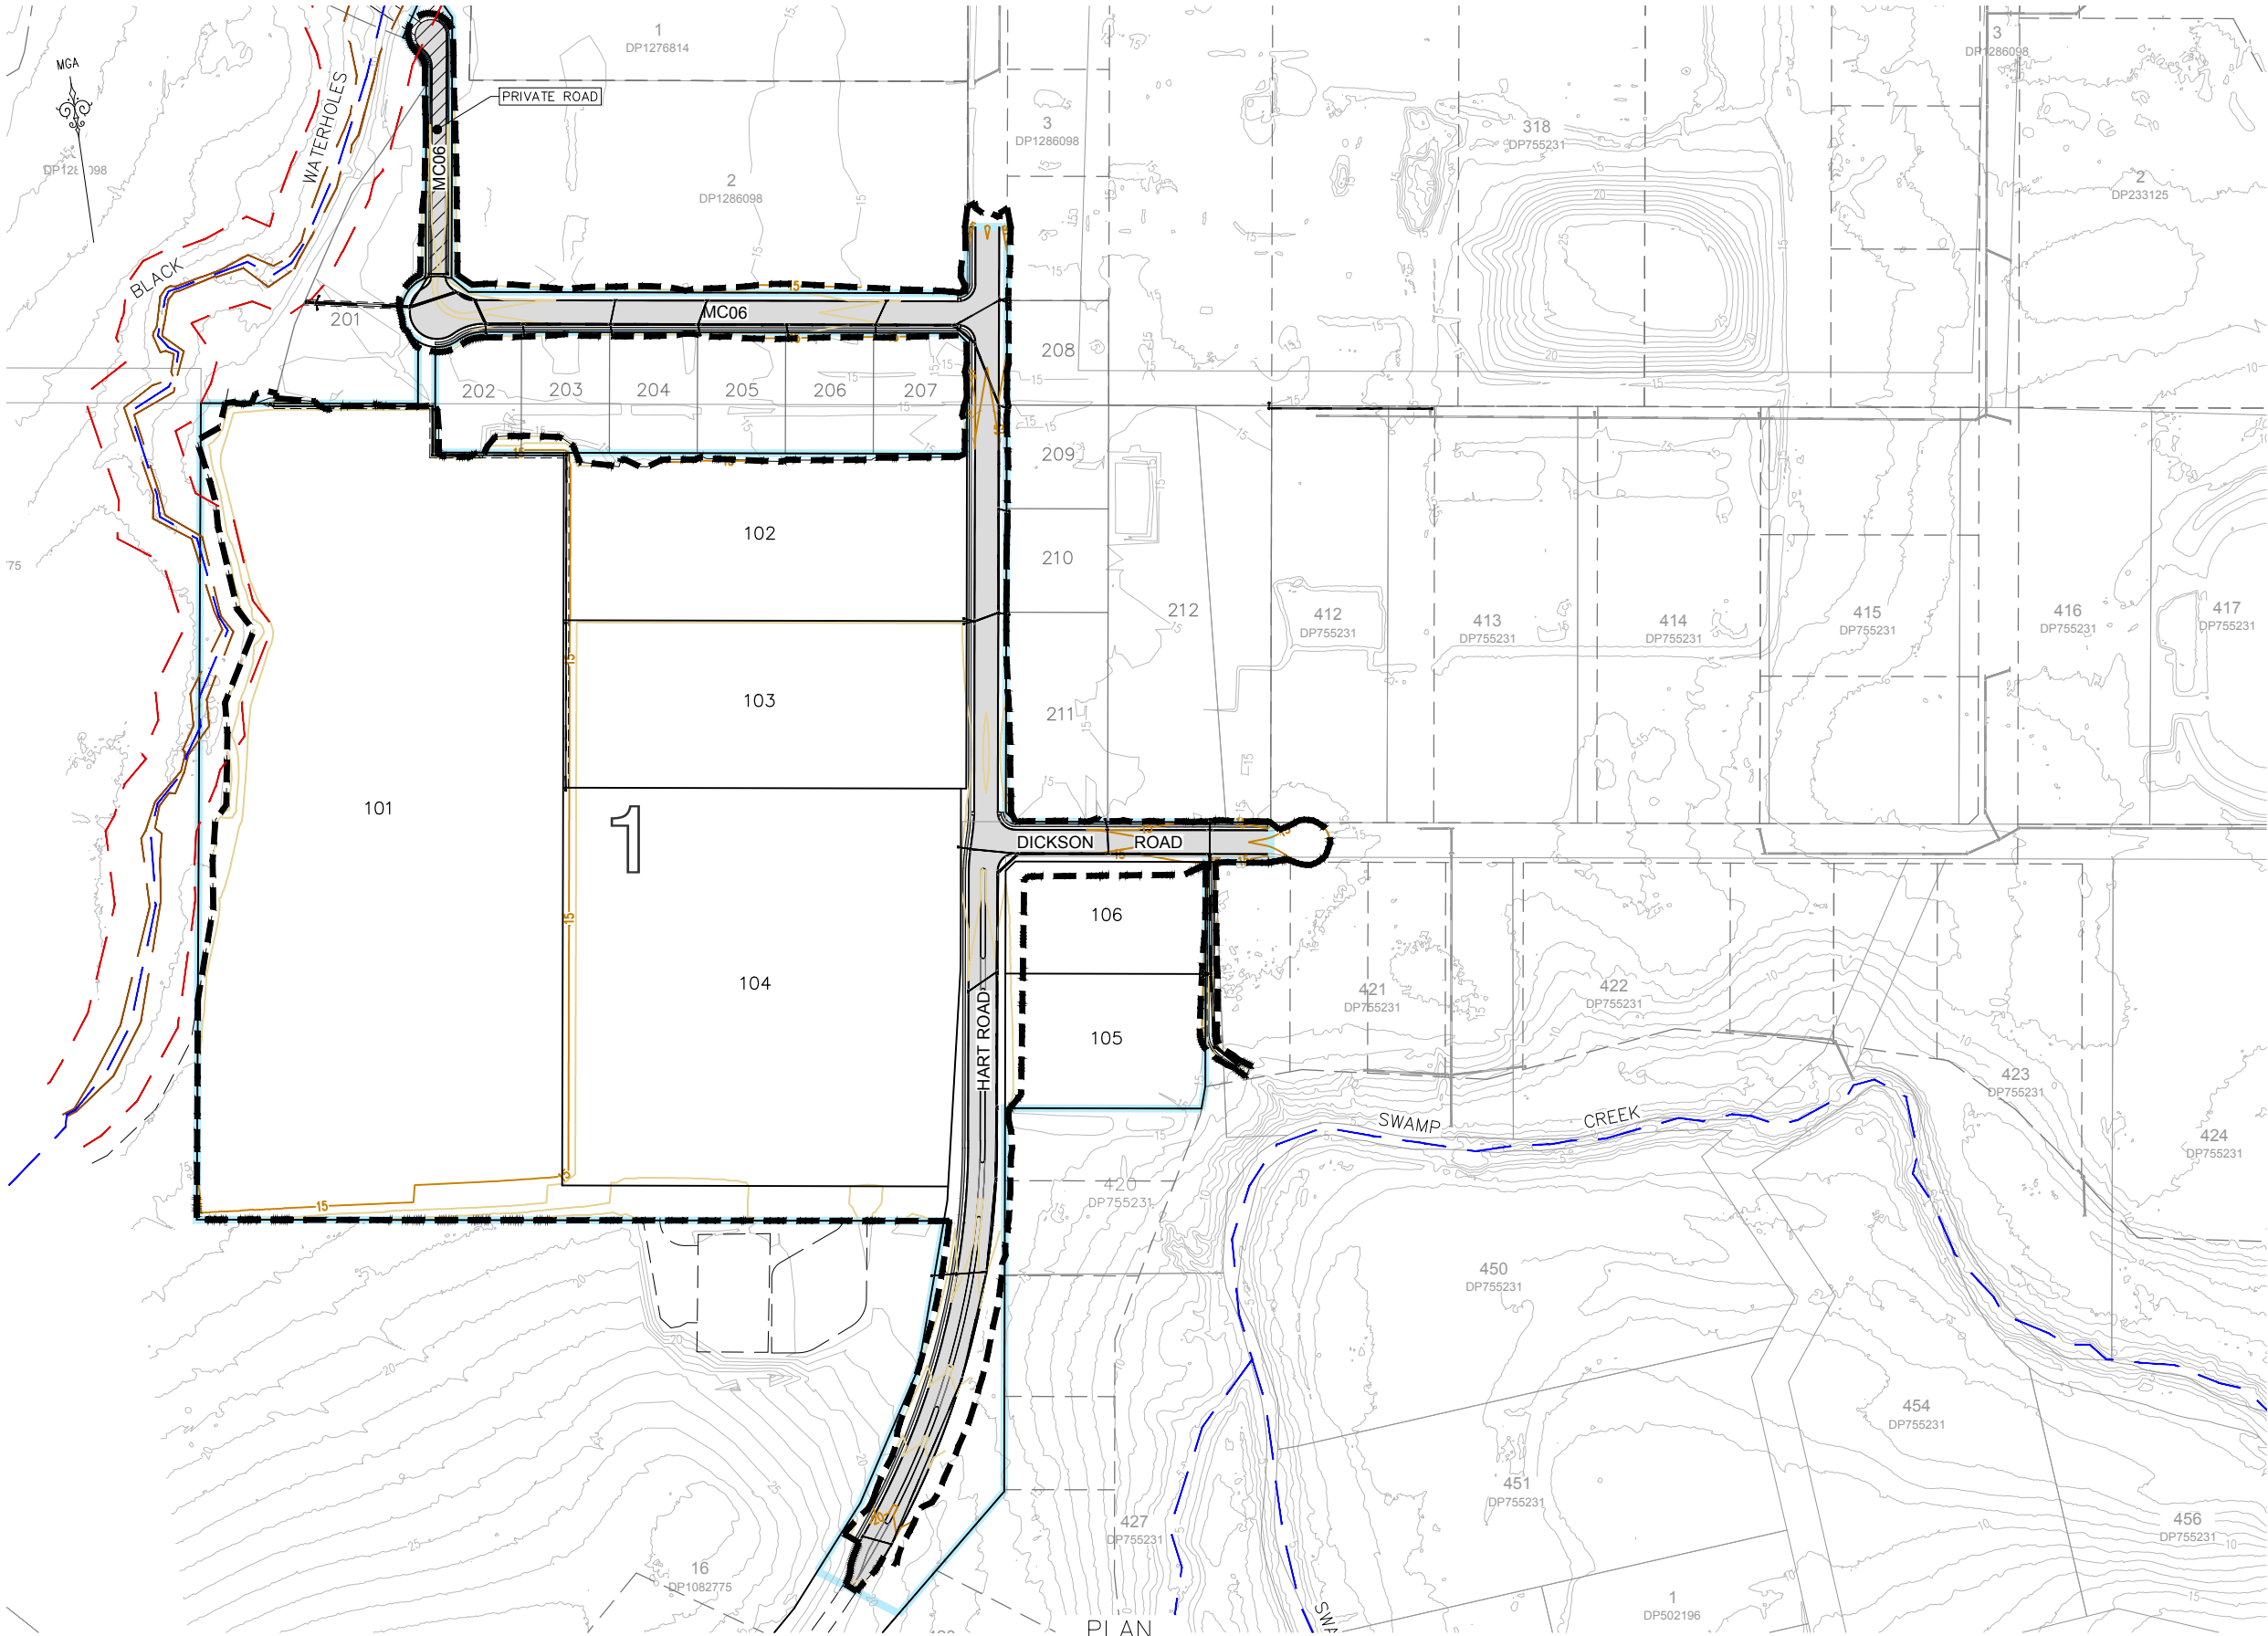 1
DP1276814
3
DP1286098
MGA
WATERHOLES
PRIVATE ROAD
3
DP1286098
318
DP755231
MC06
2
DP1286098
2
DP233125
BLACK
MC06
201
208
202
203
204
205
206
207
209
102
210
75
212
412
DP755231
413
DP755231
414
DP755231
415
DP755231
416
DP755231
417
DP755231
103
211
101
1
DICKSON ROAD
106
104
105
HART ROAD
421
DP755231
422
DP755231
423
DP755231
SWAMP CREEK
424
DP755231
420
DP755231
450
DP755231
454
DP755231
451
DP755231
427
DP755231
456
DP755231
16
DP1082775
1
DP502196
PLAN